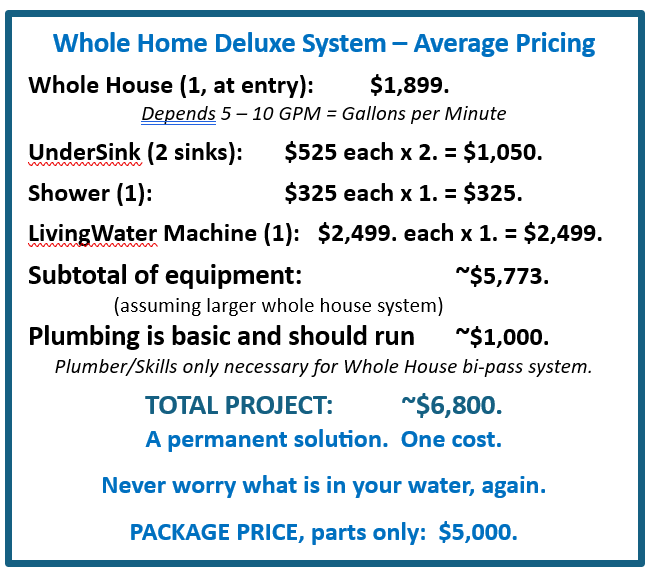 Whole Home Deluxe System – Average Pricing
Whole House (1, at entry): $1,899.
Depends 5 – 10 GPM = Gallons per Minute
UnderSink (2 sinks): $525 each x 2. = $1,050.
Shower (1): $325 each x 1. = $325.
LivingWater Machine (1): $2,499. each x 1. = $2,499.
Subtotal of equipment: ~$5,773.
(assuming larger whole house system)
Plumbing is basic and should run ~$1,000.
Plumber/Skills only necessary for Whole House bi-pass system.
TOTAL PROJECT: ~$6,800.
A permanent solution. One cost.
Never worry what is in your water, again.
PACKAGE PRICE, parts only: $5,000.